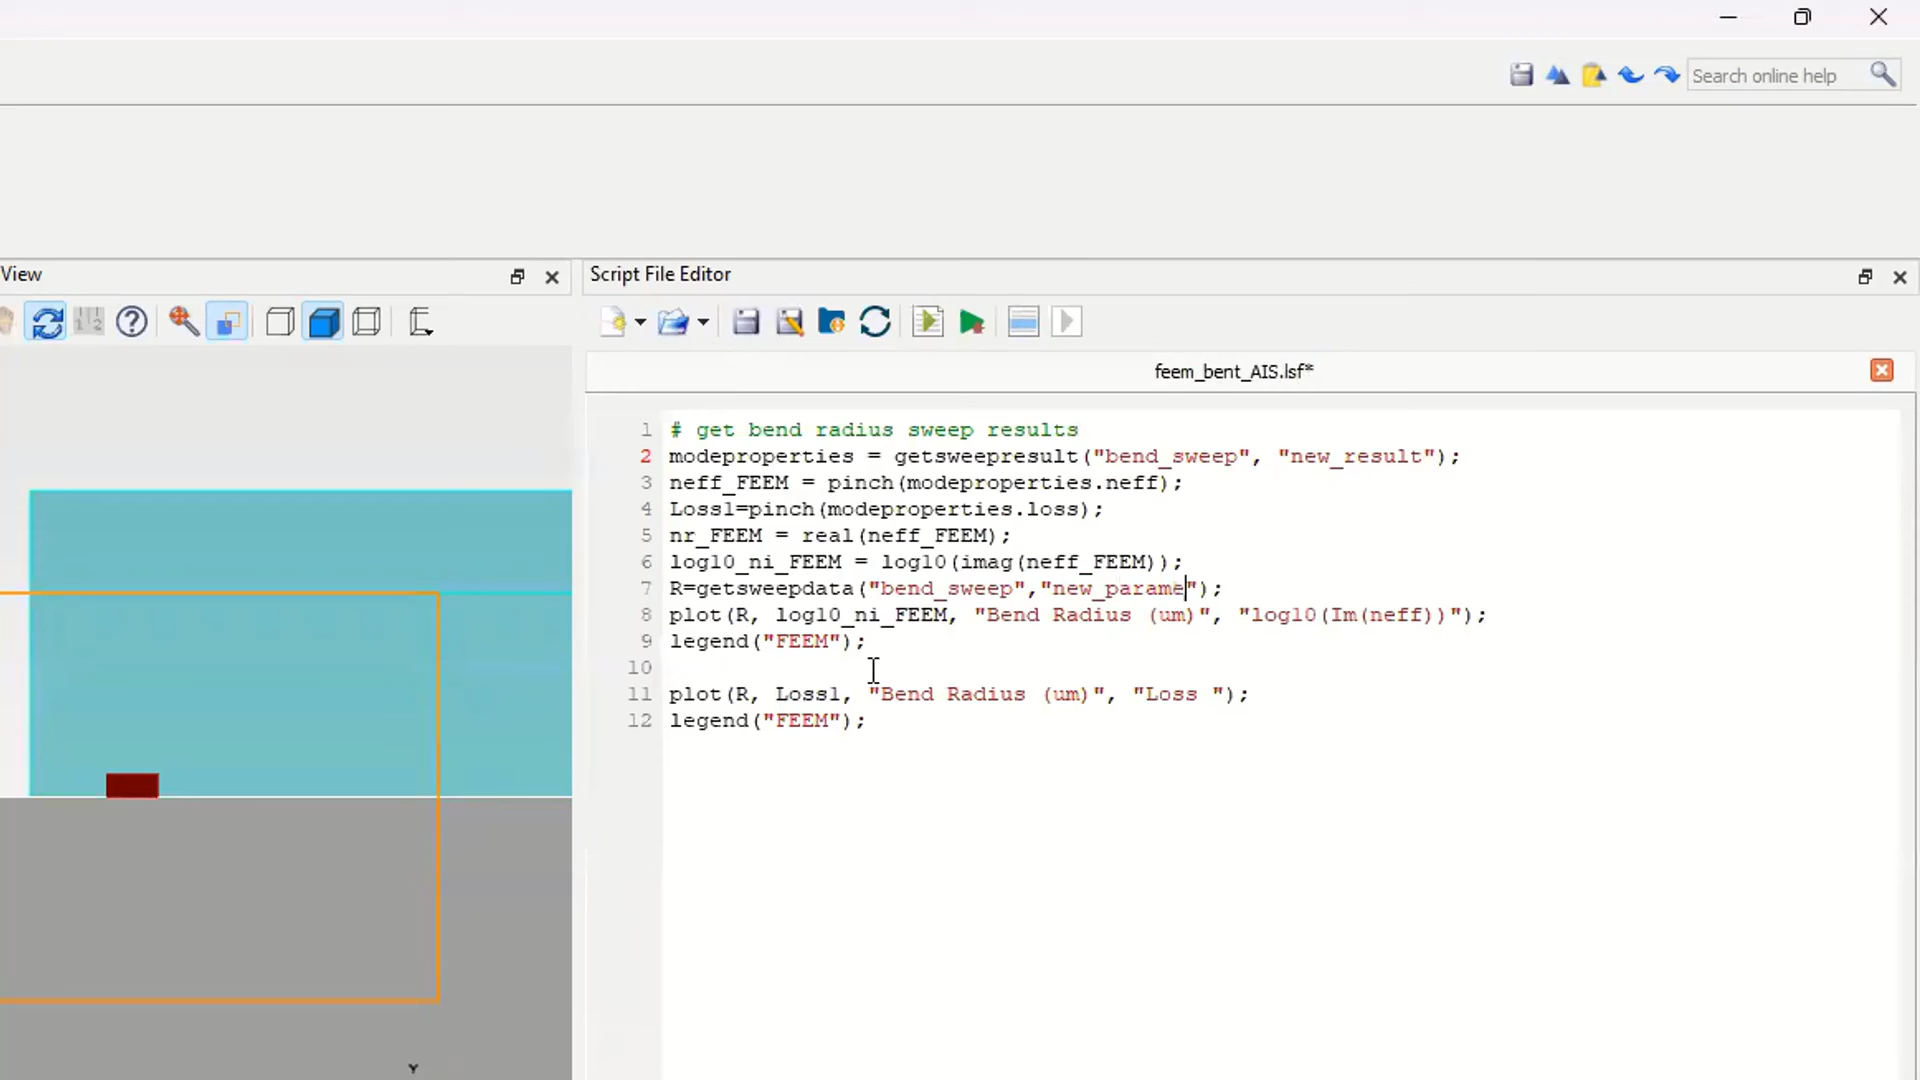 Search online help
View
Script File Editor
feem_bent_AIS.lsf*
1 # get bend radius sweep results
2 modeproperties = getsweepresult("bend_sweep", "new_result");
3 neff_FEEM = pinch(modeproperties.neff);
4 Loss1=pinch(modeproperties.loss);
5 nr_FEEM = real(neff_FEEM);
6 log10_ni_FEEM = log10(imag(neff_FEEM));
7 R=getsweepdata("bend_sweep","new_parame");
8 plot(R, log10_ni_FEEM, "Bend Radius (um)", "log10(Im(neff))");
9 legend("FEEM");
10
11 plot(R, Loss1, "Bend Radius (um)", "Loss ");
12 legend("FEEM");
Y